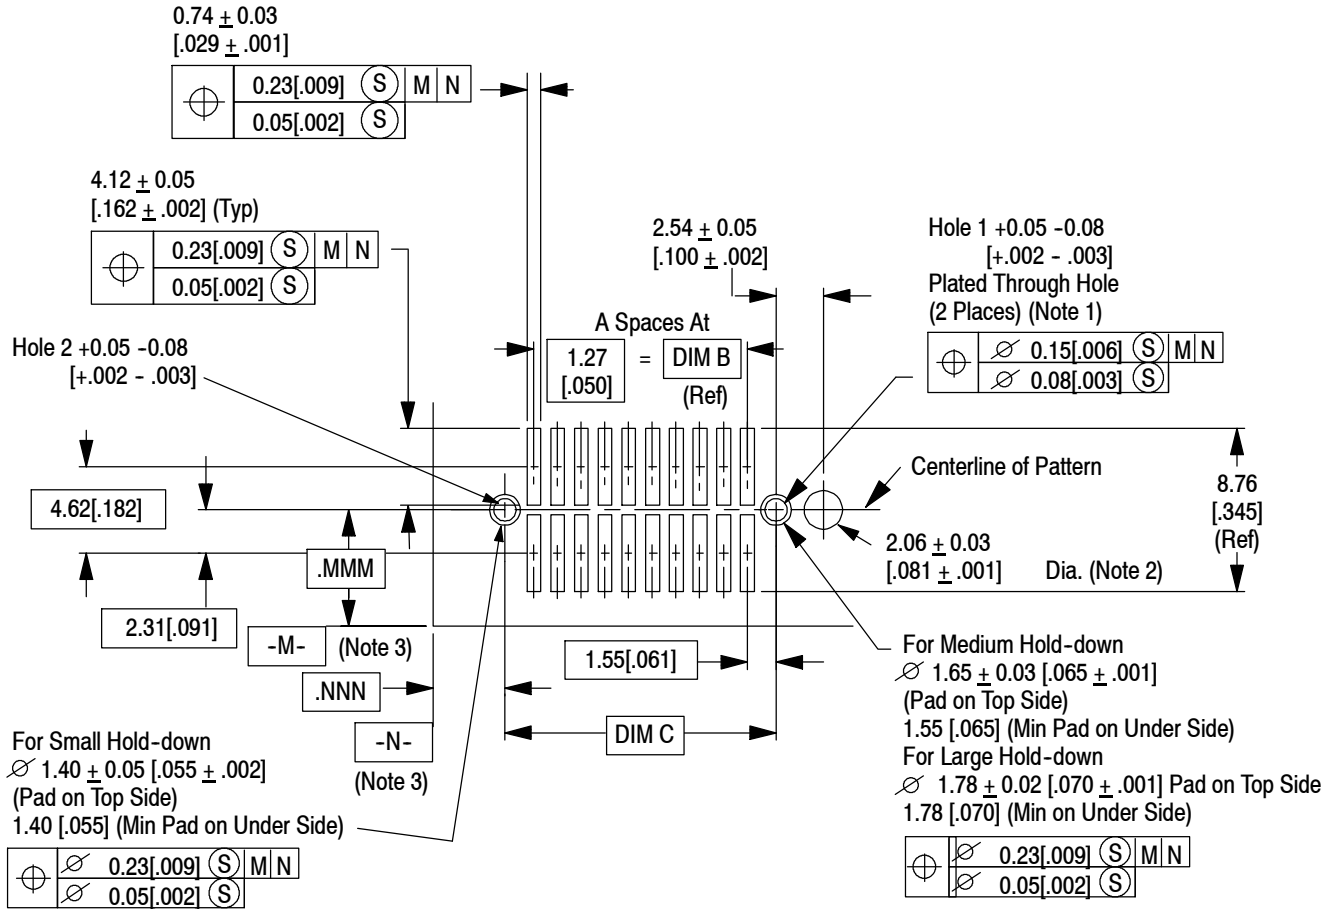 0.74 ± 0.03
[.029 ± .001]
0.23[.009] Ⓢ M N
0.05[.002] Ⓢ
4.12 ± 0.05
[.162 ± .002] (Typ)
0.23[.009] Ⓢ M N
0.05[.002] Ⓢ
2.54 ± 0.05
[.100 ± .002]
Hole 1 +0.05 -0.08
[+.002 - .003]
Plated Through Hole
(2 Places) (Note 1)
⌀ 0.15[.006] Ⓢ M N
⌀ 0.08[.003] Ⓢ
A Spaces At
1.27
[.050]
= DIM B
(Ref)
Hole 2 +0.05 -0.08
[+.002 - .003]
Centerline of Pattern
4.62[.182]
8.76
[.345]
(Ref)
.MMM
2.06 ± 0.03
[.081 ± .001] Dia. (Note 2)
2.31[.091]
-M- (Note 3)
1.55[.061]
.NNN
DIM C
-N-
(Note 3)
For Medium Hold-down
⌀ 1.65 ± 0.03 [.065 ± .001]
(Pad on Top Side)
1.55 [.065] (Min Pad on Under Side)
For Large Hold-down
⌀ 1.78 ± 0.02 [.070 ± .001] Pad on Top Side
1.78 [.070] (Min on Under Side)
⌀ 0.23[.009] Ⓢ M N
⌀ 0.05[.002] Ⓢ
For Small Hold-down
⌀ 1.40 ± 0.05 [.055 ± .002]
(Pad on Top Side)
1.40 [.055] (Min Pad on Under Side)
⌀ 0.23[.009] Ⓢ M N
⌀ 0.05[.002] Ⓢ